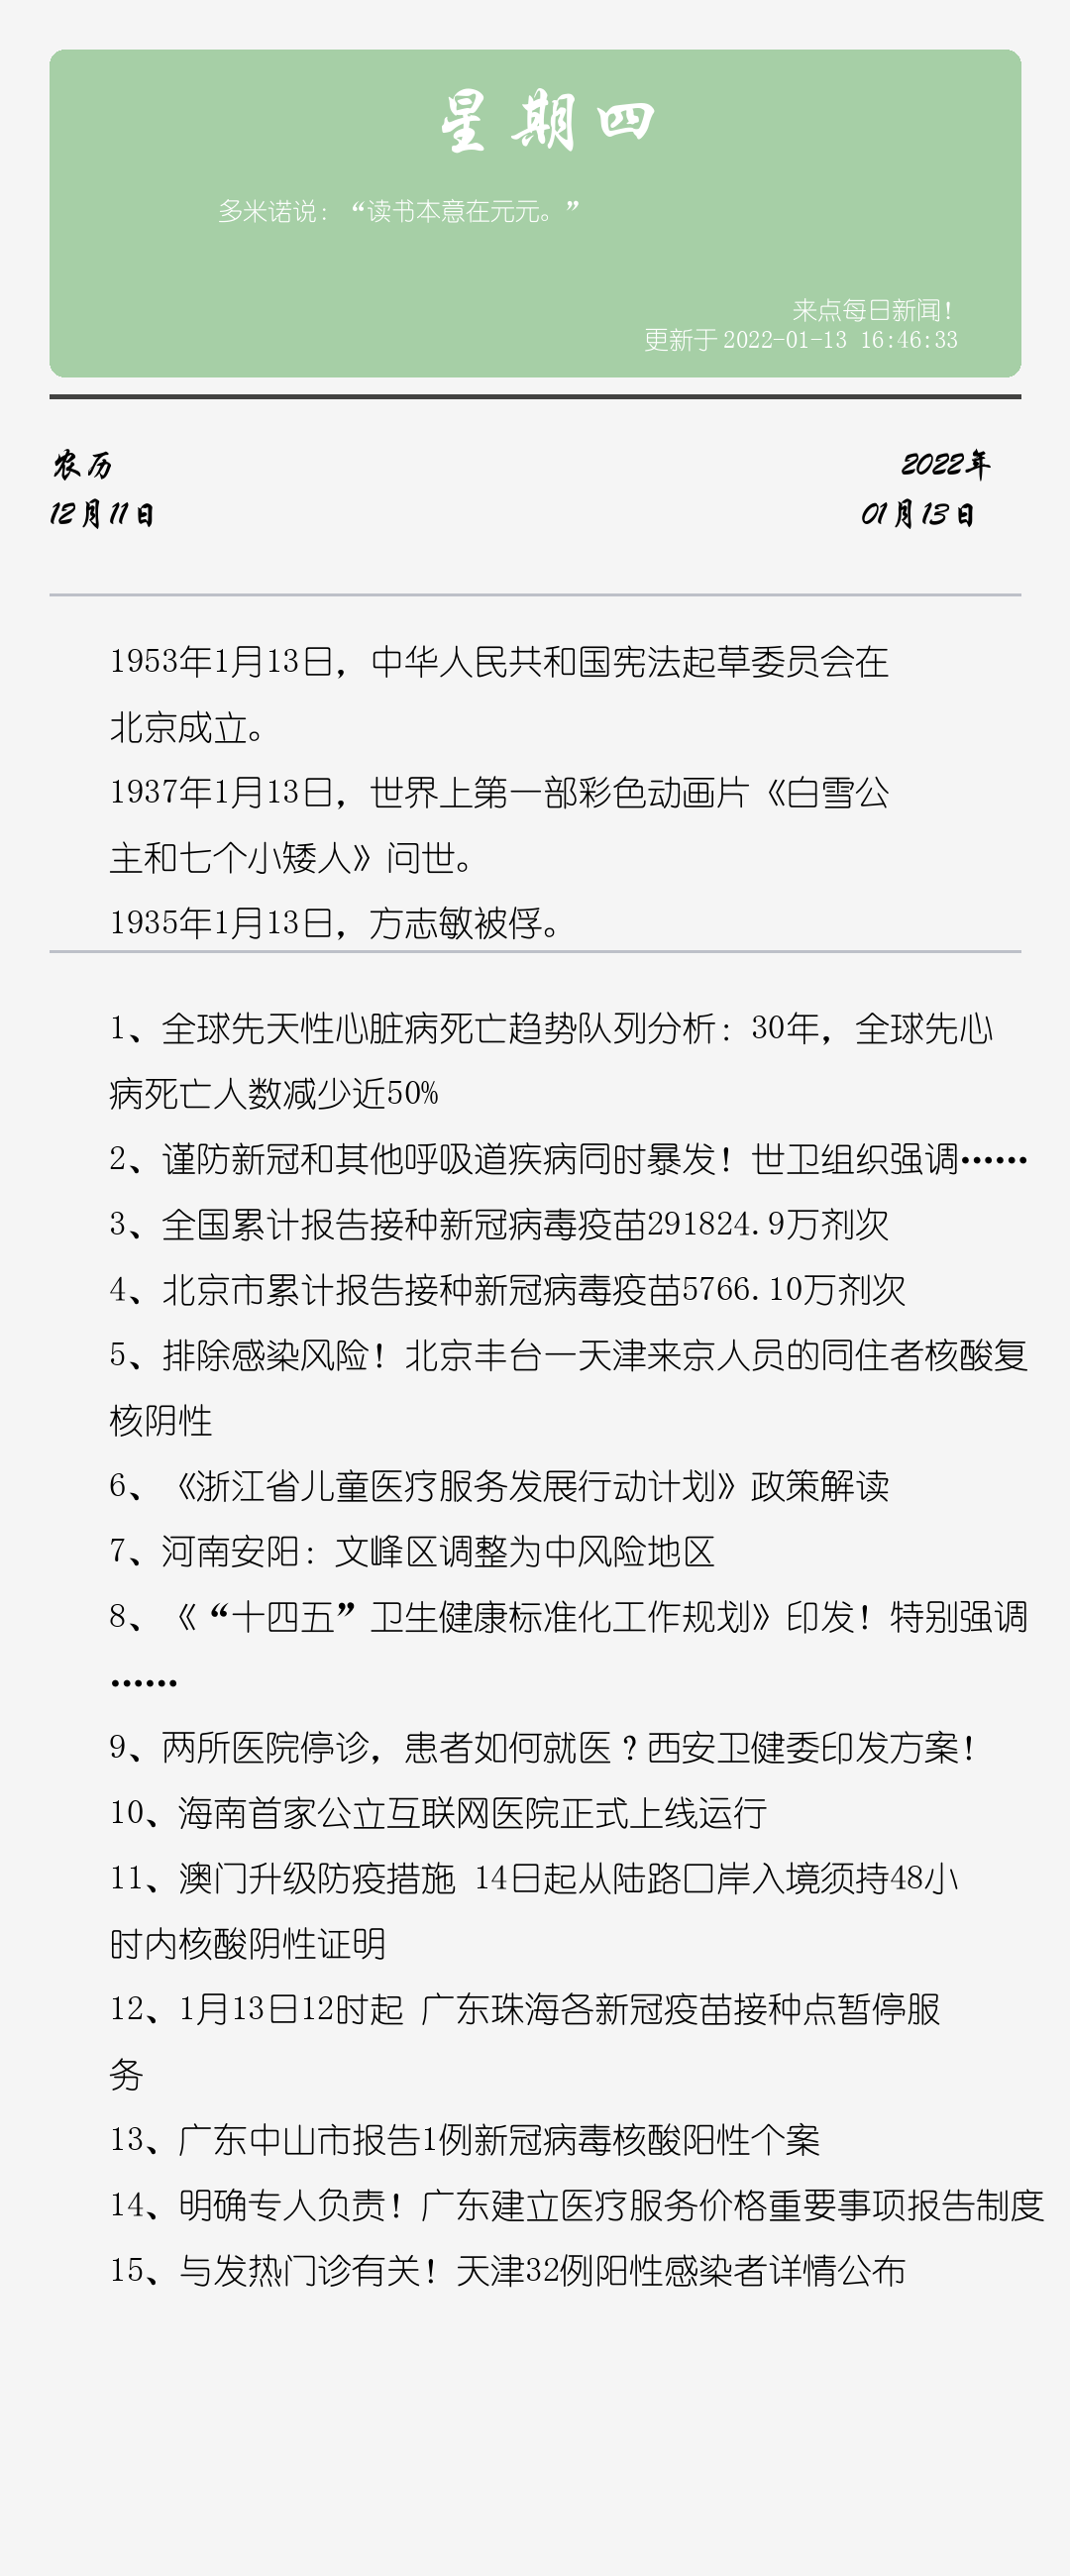 星期四
多米诺说：“读书本意在元元。”
来点每日新闻！
更新于 2022-01-13 16:46:33
农历
2022年
12月11日
01月13日
1953年1月13日，中华人民共和国宪法起草委员会在
北京成立。
1937年1月13日，世界上第一部彩色动画片《白雪公
主和七个小矮人》问世。
1935年1月13日，方志敏被俘。
1、全球先天性心脏病死亡趋势队列分析：30年，全球先心
病死亡人数减少近50%
2、谨防新冠和其他呼吸道疾病同时暴发！世卫组织强调……
3、全国累计报告接种新冠病毒疫苗291824.9万剂次
4、北京市累计报告接种新冠病毒疫苗5766.10万剂次
5、排除感染风险！北京丰台一天津来京人员的同住者核酸复
核阴性
6、《浙江省儿童医疗服务发展行动计划》政策解读
7、河南安阳：文峰区调整为中风险地区
8、《“十四五”卫生健康标准化工作规划》印发！特别强调
……
9、两所医院停诊，患者如何就医？西安卫健委印发方案！
10、海南首家公立互联网医院正式上线运行
11、澳门升级防疫措施 14日起从陆路口岸入境须持48小
时内核酸阴性证明
12、1月13日12时起 广东珠海各新冠疫苗接种点暂停服
务
13、广东中山市报告1例新冠病毒核酸阳性个案
14、明确专人负责！广东建立医疗服务价格重要事项报告制度
15、与发热门诊有关！天津32例阳性感染者详情公布